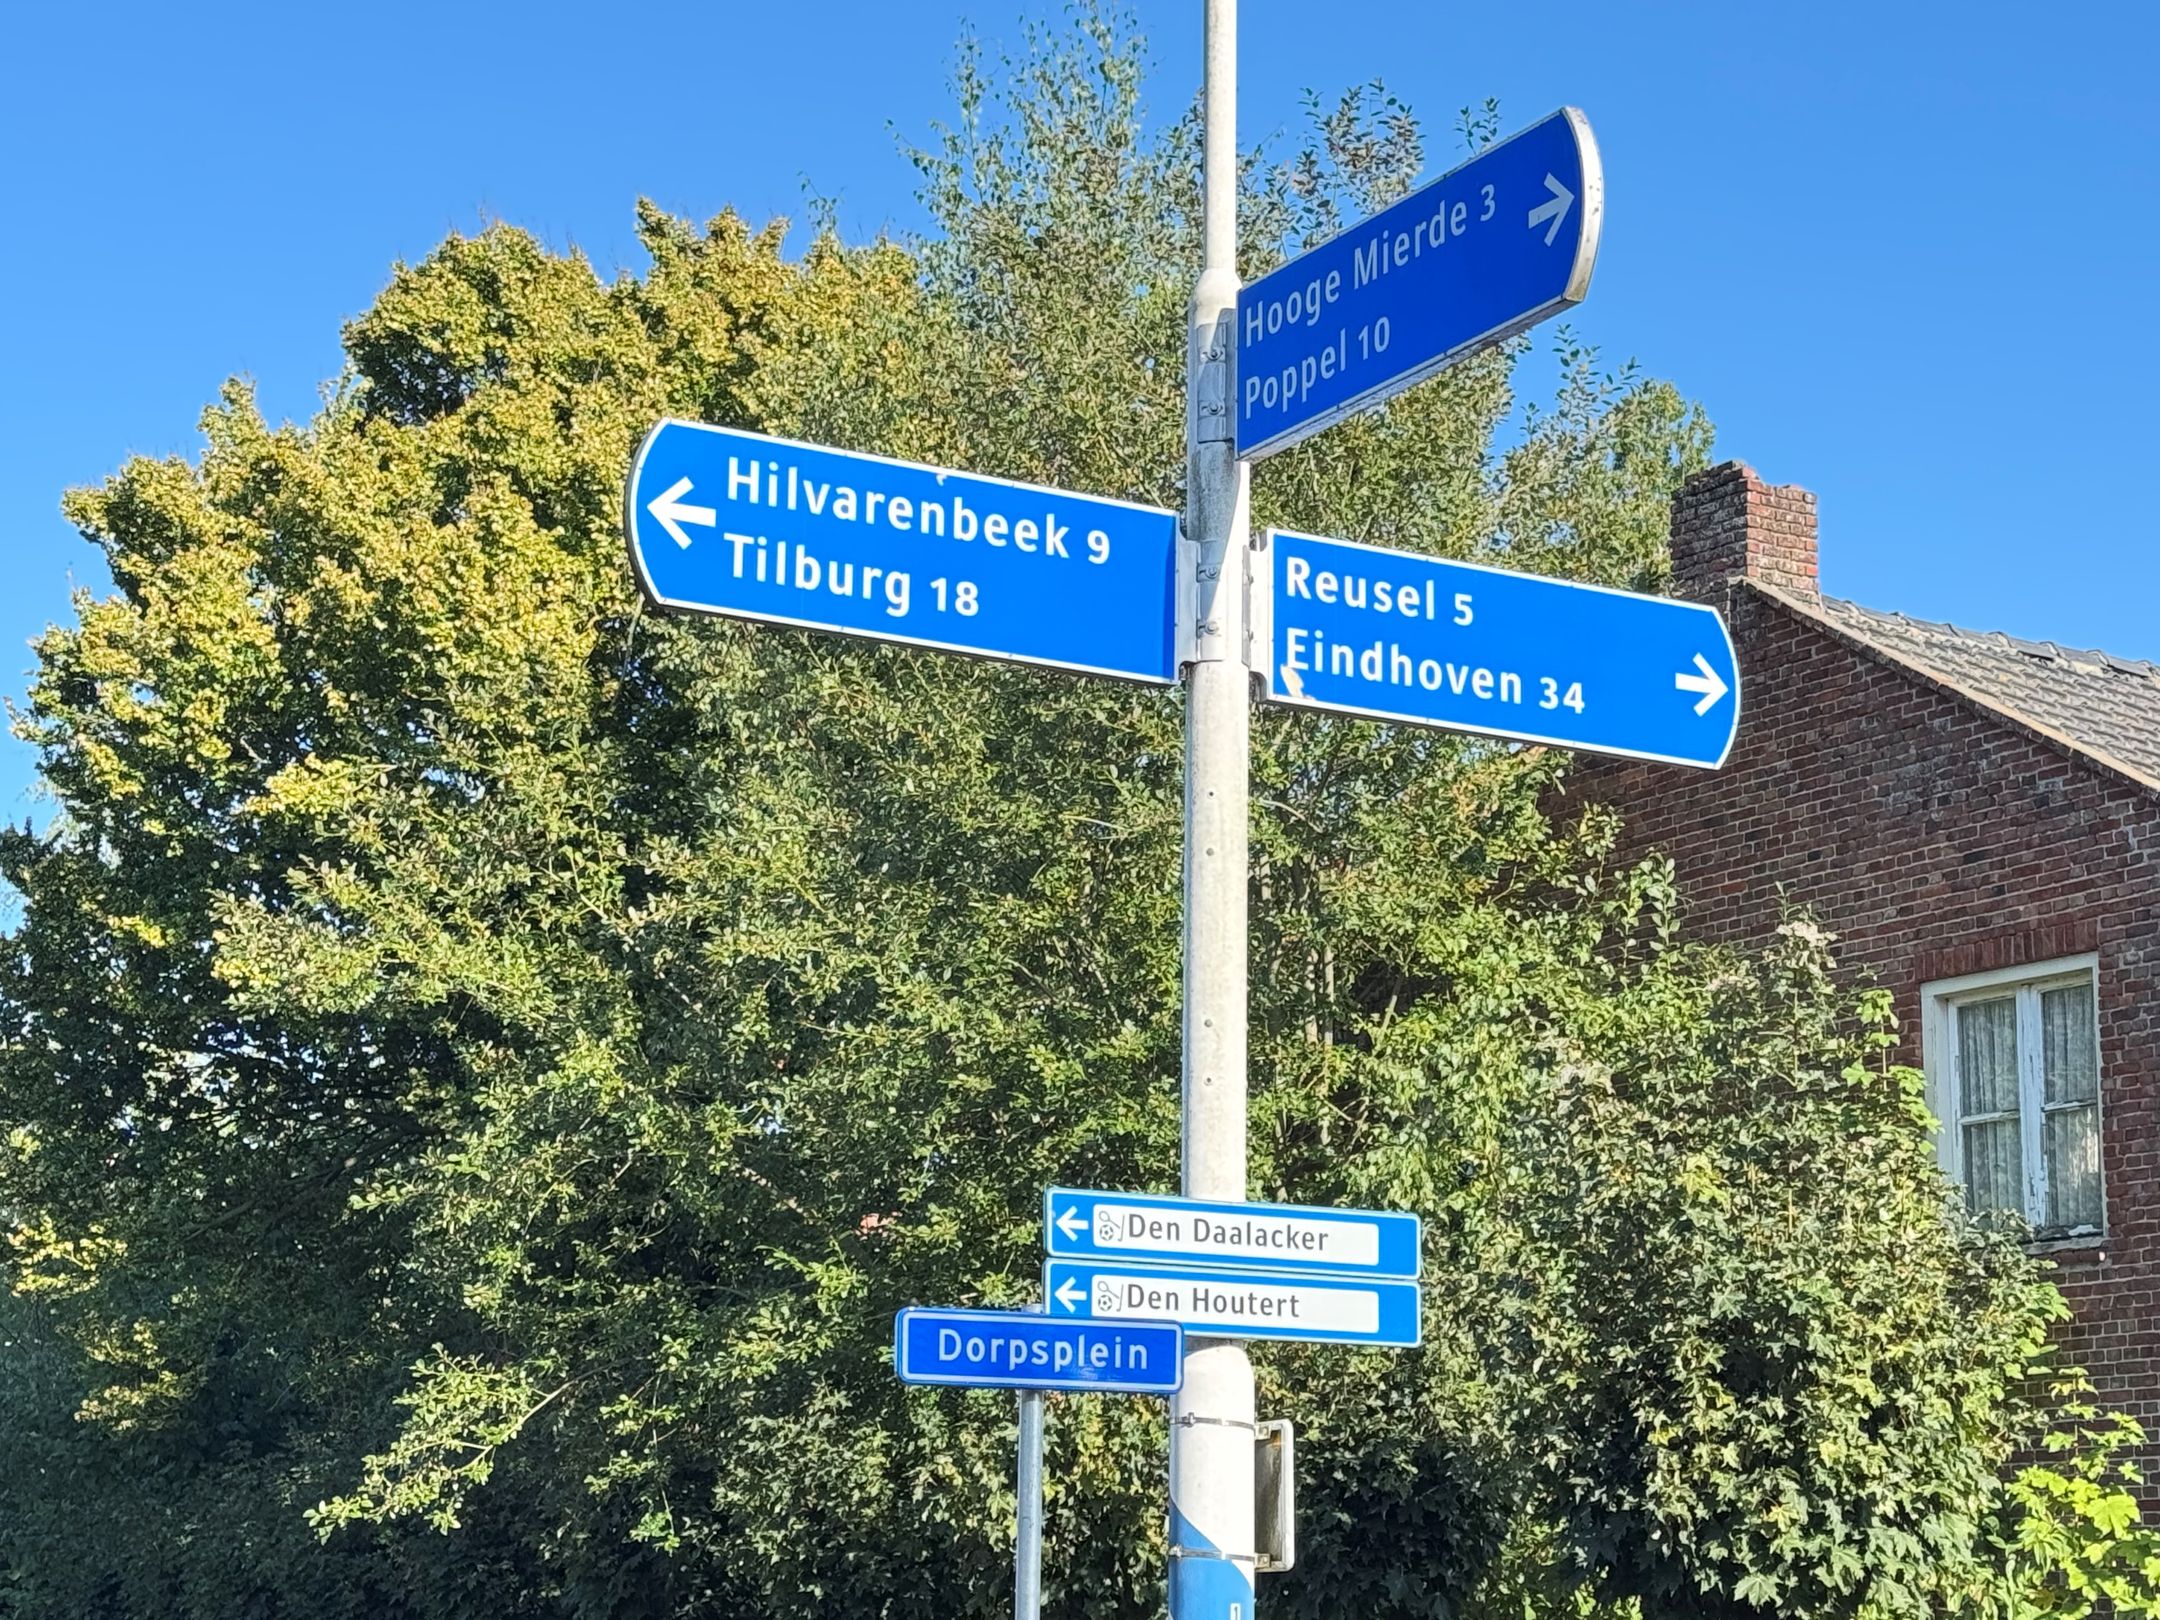 Hooge Mierde 3
Poppel 10
Hilvarenbeek 9
Tilburg 18
Reusel 5
Eindhoven 34
Den Daalacker
Den Houtert
Dorpsplein